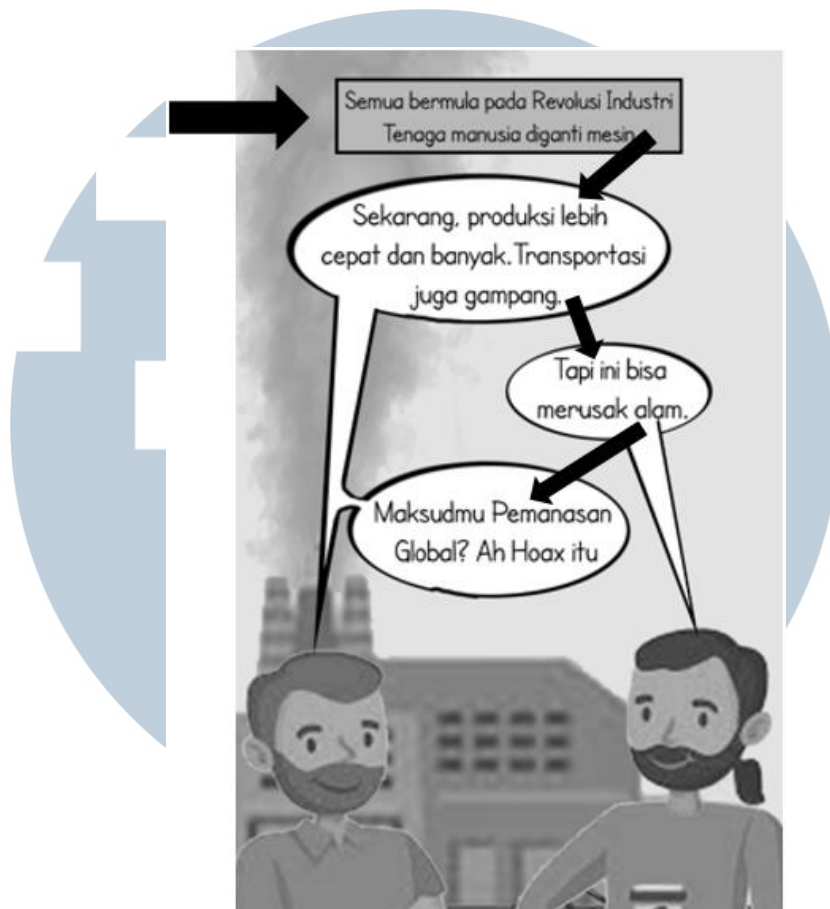 Semua bermula pada Revolusi Industri
Tenaga manusia diganti mesin
Sekarang, produksi lebih
cepat dan banyak. Transportasi
juga gampang.
Tapi ini bisa
merusak alam.
Maksudmu Pemanasan
Global? Ah Hoax itu